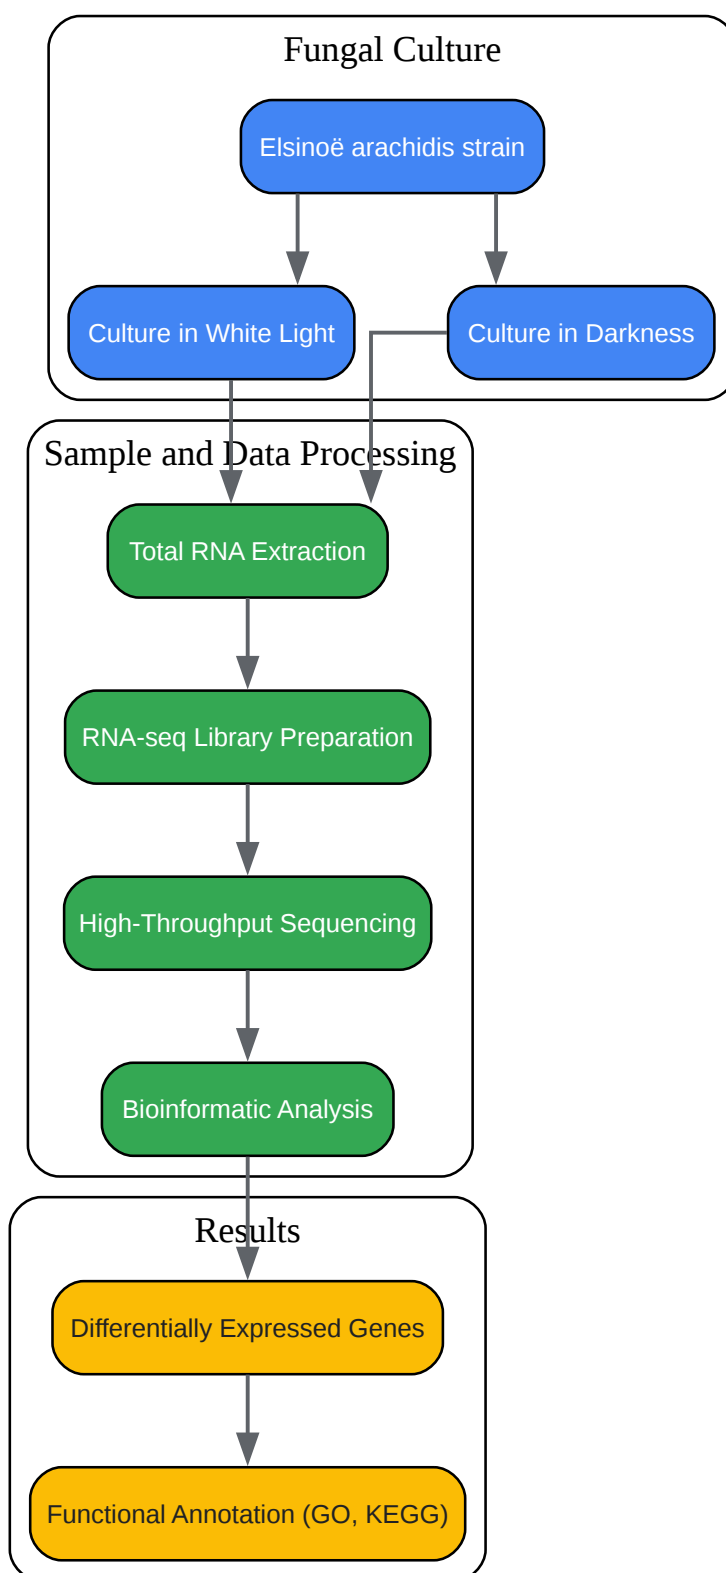 Fungal Culture
Elsinoë arachidis strain
Culture in White Light
Culture in Darkness
Sample and Data Processing
Total RNA Extraction
RNA-seq Library Preparation
High-Throughput Sequencing
Bioinformatic Analysis
Results
Differentially Expressed Genes
Functional Annotation (GO, KEGG)